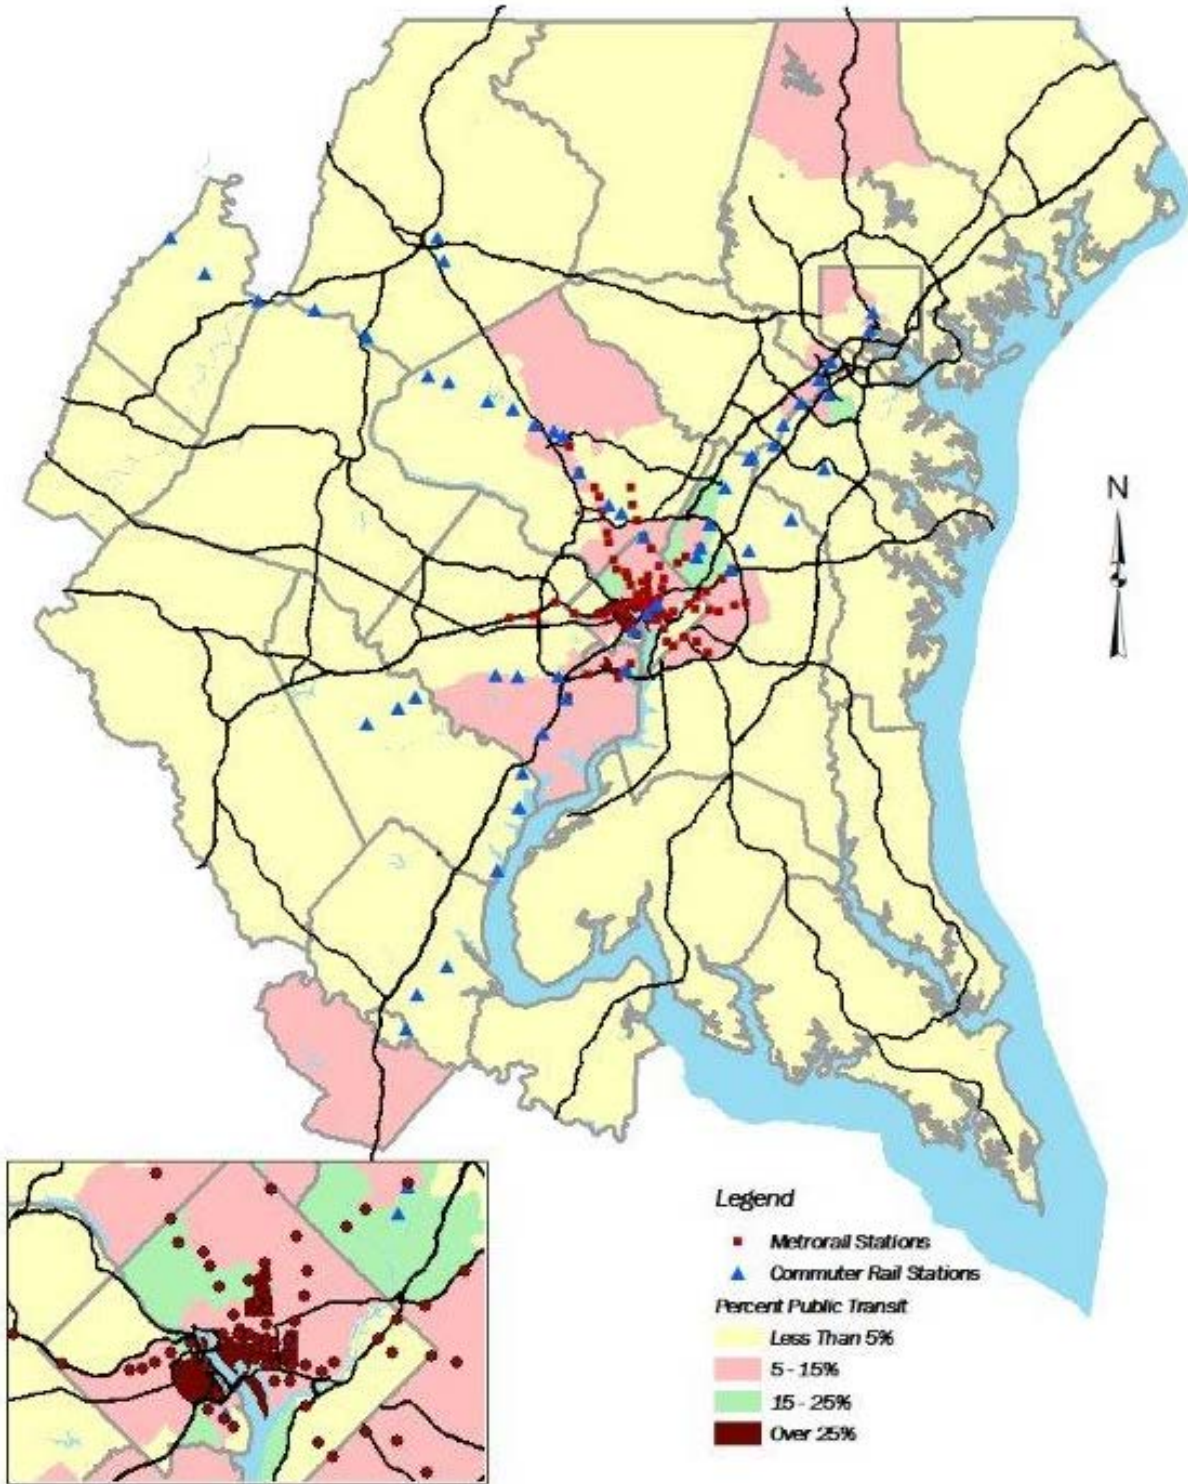 N
Legend
Metrorail Stations
Commuter Rail Stations
Percent Public Transit
Less Than 5%
5 - 15%
15 - 25%
Over 25%